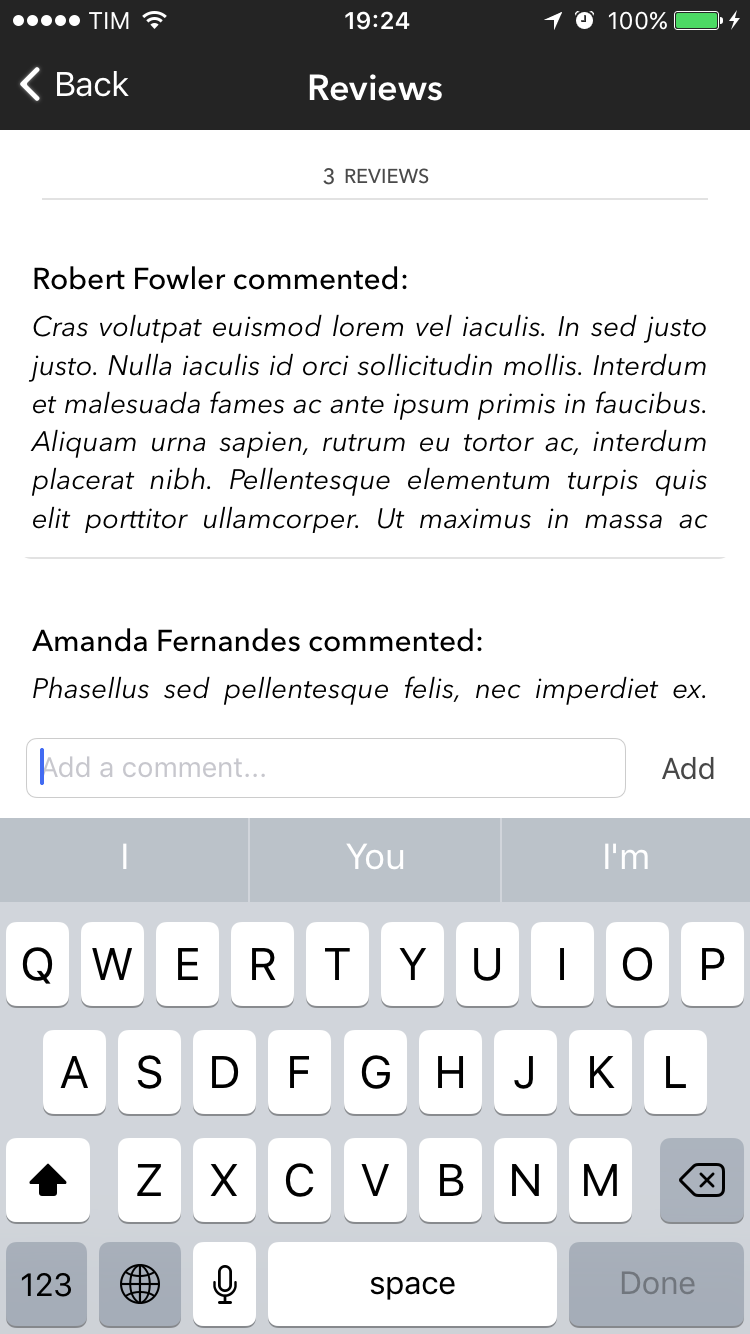 TIM 19:24 100%
Back Reviews
3 REVIEWS
Robert Fowler commented:
Cras volutpat euismod lorem vel iaculis. In sed justo
justo. Nulla iaculis id orci sollicitudin mollis. Interdum
et malesuada fames ac ante ipsum primis in faucibus.
Aliquam urna sapien, rutrum eu tortor ac, interdum
placerat nibh. Pellentesque elementum turpis quis
elit porttitor ullamcorper. Ut maximus in massa ac
Amanda Fernandes commented:
Phasellus sed pellentesque felis, nec imperdiet ex.
Add a comment... Add
I You I'm
Q W E R T Y U I O P
A S D F G H J K L
Z X C V B N M
123 space Done